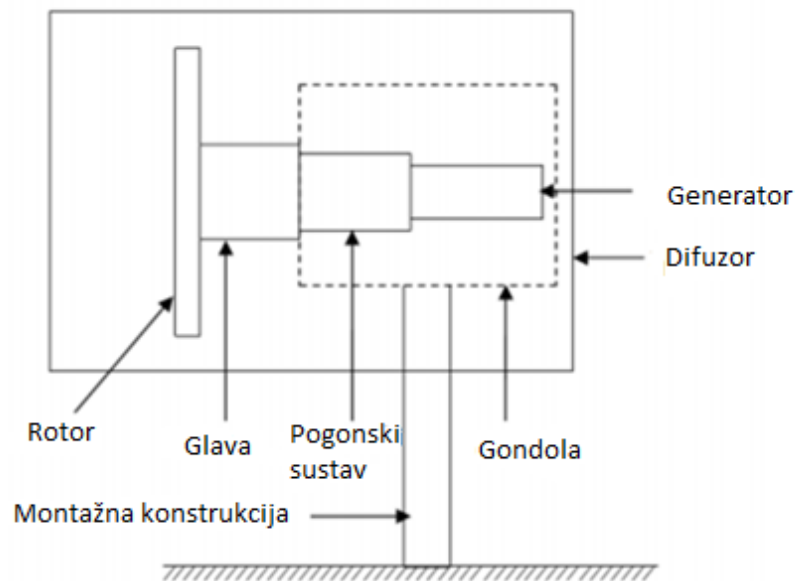 Generator
Difuzor
Rotor
Glava
Pogonski
sustav
Gondola
Montažna konstrukcija